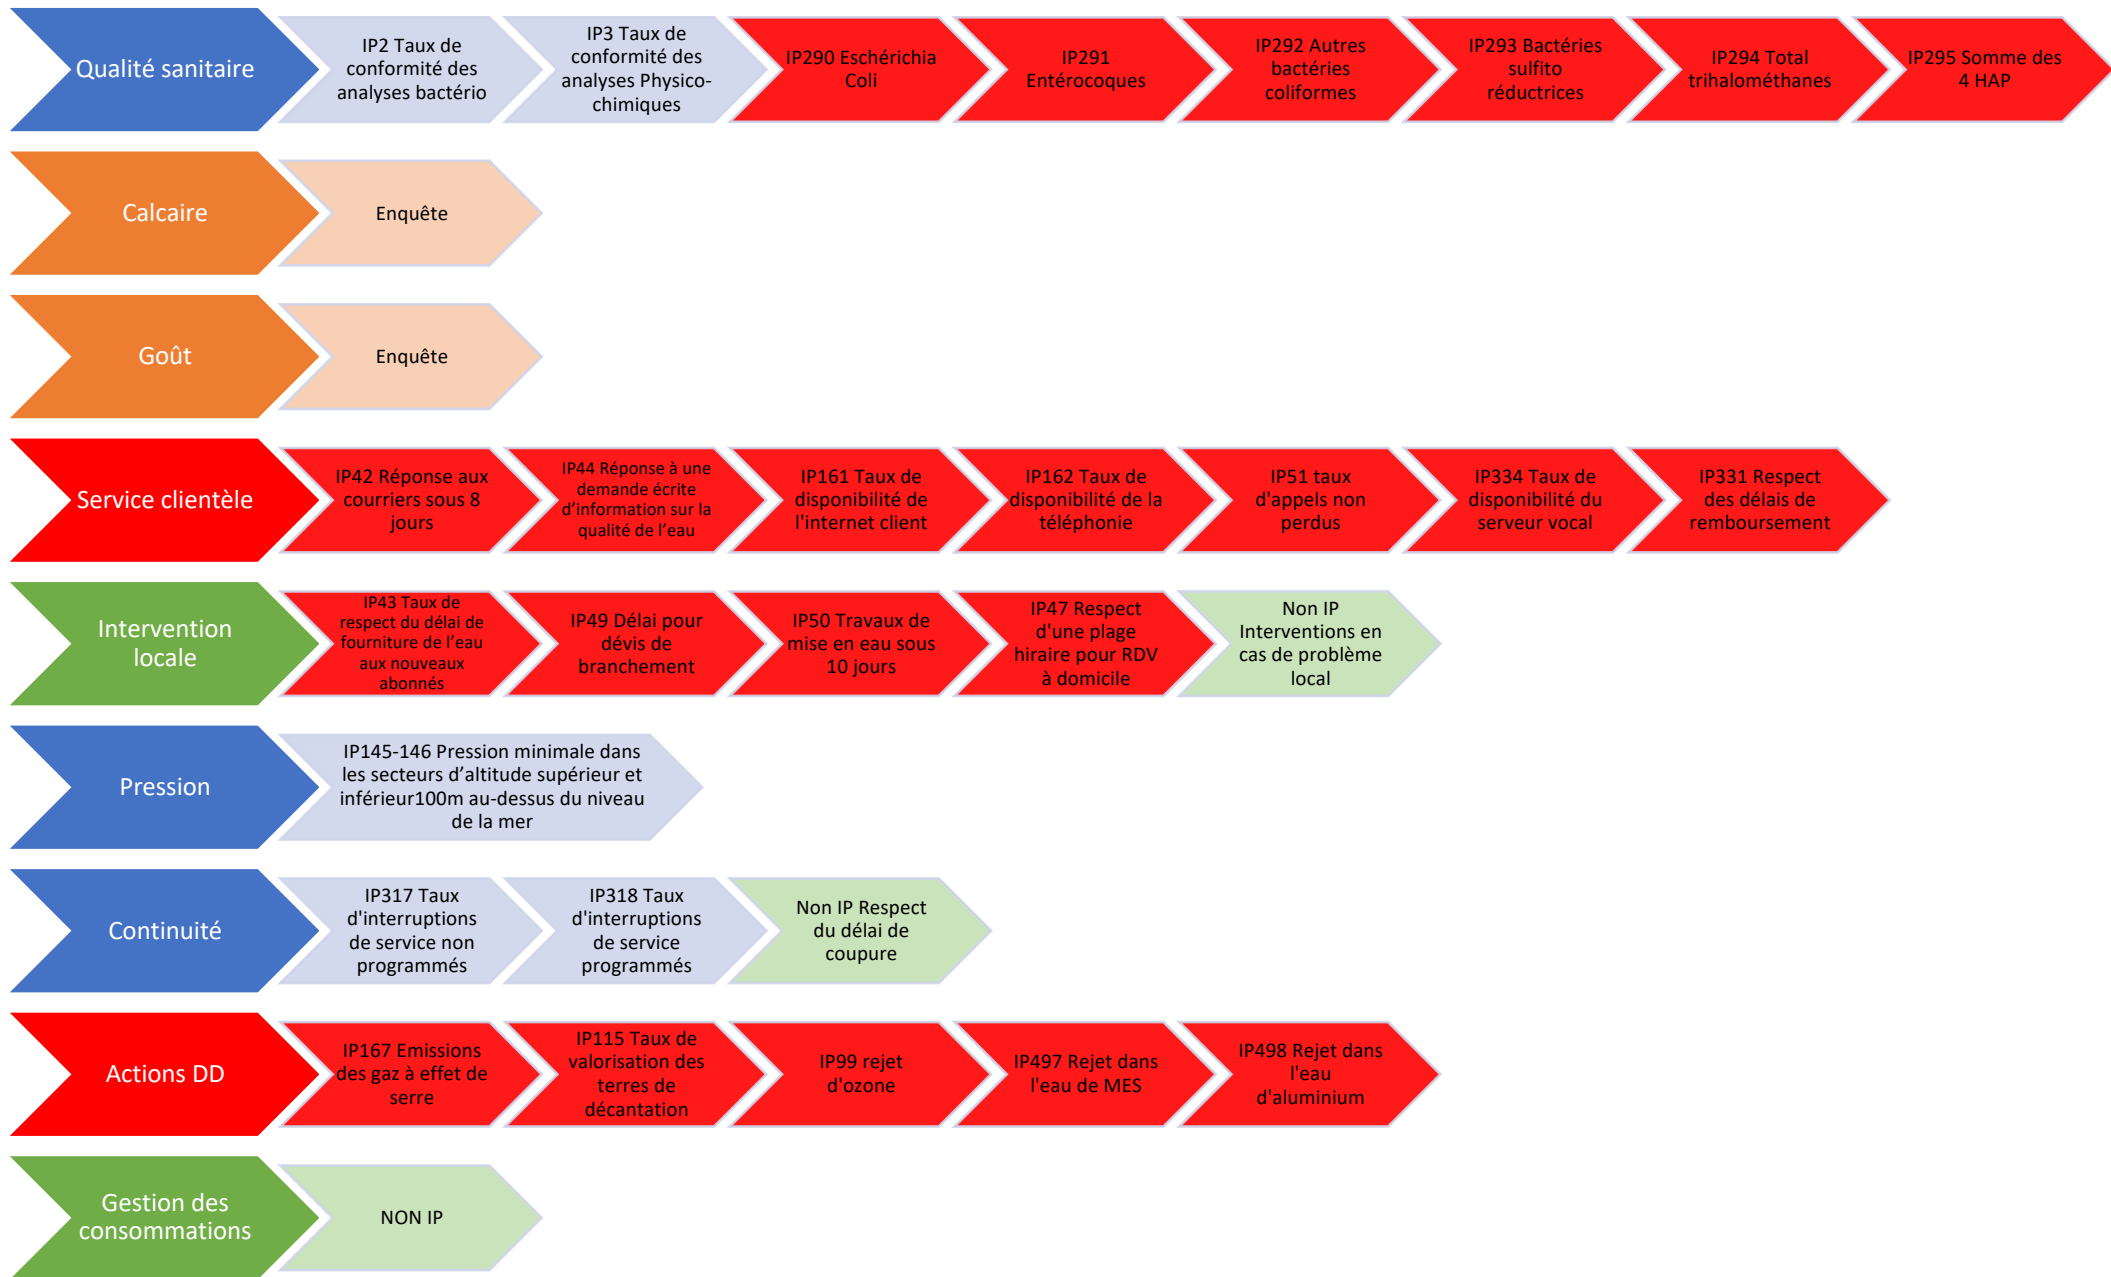 Qualité sanitaire
IP2 Taux de
conformité des
analyses bactério
IP3 Taux de
conformité des
analyses Physico-
chimiques
IP290 Eschérichia
Coli
IP291
Entérocoques
IP292 Autres
bactéries
coliformes
IP293 Bactéries
sulfito
réductrices
IP294 Total
trihalométhanes
IP295 Somme des
4 HAP
Calcaire
Enquête
Goût
Enquête
Service clientèle
IP42 Réponse aux
courriers sous 8
jours
IP44 Réponse à une
demande écrite
d’information sur la
qualité de l’eau
IP161 Taux de
disponibilité de
l'internet client
IP162 Taux de
disponibilité de la
téléphonie
IP51 taux
d'appels non
perdus
IP334 Taux de
disponibilité du
serveur vocal
IP331 Respect
des délais de
remboursement
Intervention
locale
IP43 Taux de
respect du délai de
fourniture de l’eau
aux nouveaux
abonnés
IP49 Délai pour
dévis de
branchement
IP50 Travaux de
mise en eau sous
10 jours
IP47 Respect
d'une plage
hiraire pour RDV
à domicile
Non IP
Interventions en
cas de problème
local
Pression
IP145-146 Pression minimale dans
les secteurs d’altitude supérieur et
inférieur100m au-dessus du niveau
de la mer
Continuité
IP317 Taux
d'interruptions
de service non
programmés
IP318 Taux
d'interruptions
de service
programmés
Non IP Respect
du délai de
coupure
Actions DD
IP167 Emissions
des gaz à effet de
serre
IP115 Taux de
valorisation des
terres de
décantation
IP99 rejet
d'ozone
IP497 Rejet dans
l'eau de MES
IP498 Rejet dans
l'eau
d'aluminium
Gestion des
consommations
NON IP